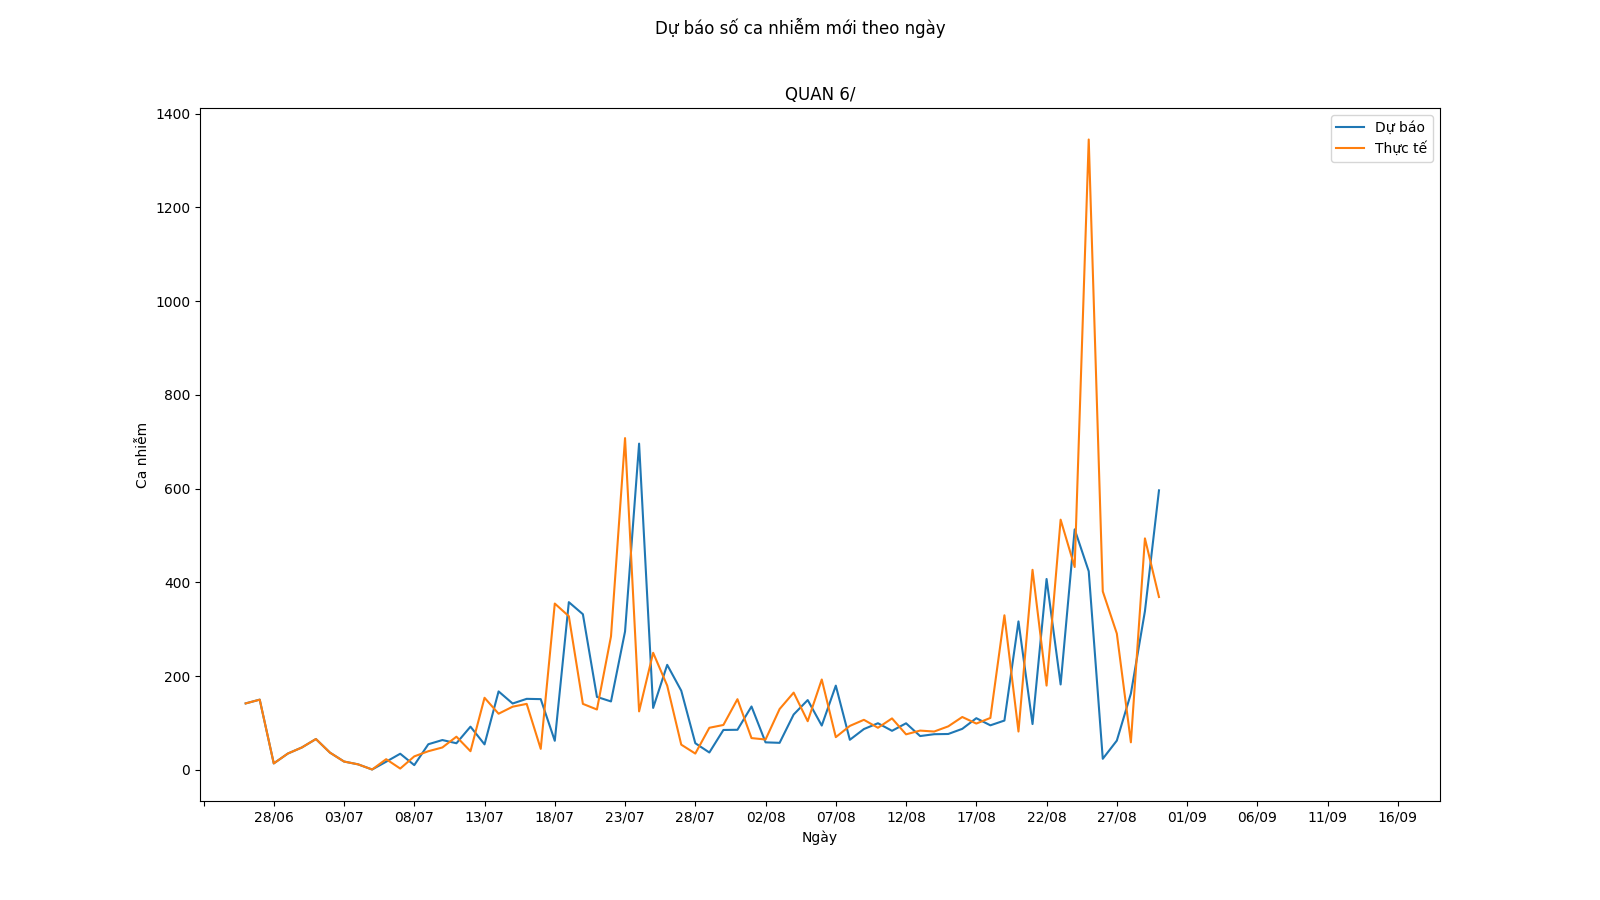 Dự báo số ca nhiễm mới theo ngày
QUAN 6/
1400
1200
1000
800
600
400
200
0
Ca nhiễm
Dự báo
Thực tế
28/06 03/07 08/07 13/07 18/07 23/07 28/07 02/08 07/08 12/08 17/08 22/08 27/08 01/09 06/09 11/09 16/09
Ngày